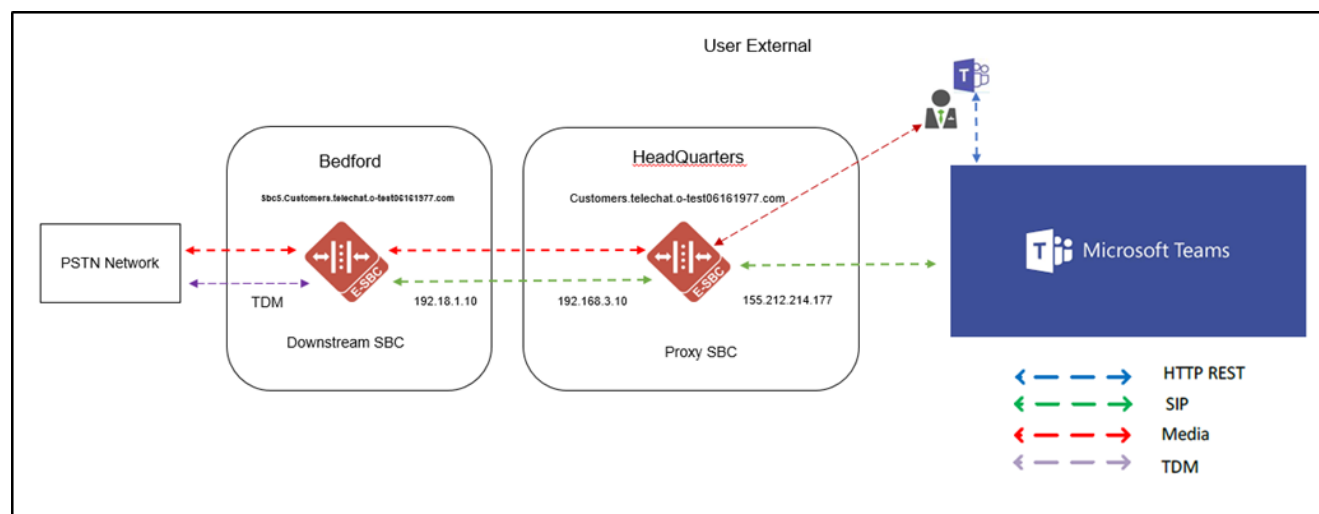 User External
Bedford
HeadQuarters
Sbc5.Customers.telechat.o-test06161977.com
Customers.telechat.o-test06161977.com
PSTN Network
TDM
E-SBC
192.18.1.10
192.168.3.10
E-SBC
155.212.214.177
Downstream SBC
Proxy SBC
T
T
Microsoft Teams
HTTP REST
SIP
Media
TDM